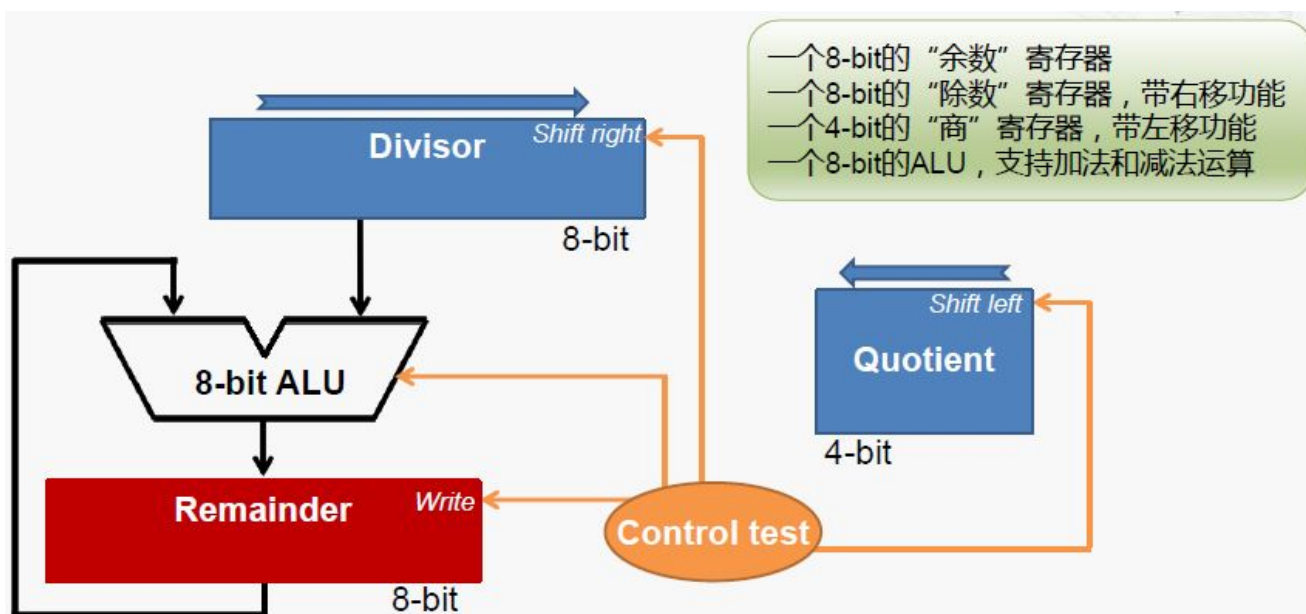 一个8-bit的“余数”寄存器
一个8-bit的“除数”寄存器，带右移功能
一个4-bit的“商”寄存器，带左移功能
一个8-bit的ALU，支持加法和减法运算
Shift right
Divisor
8-bit
Shift left
Quotient
4-bit
8-bit ALU
Remainder
Write
8-bit
Control test